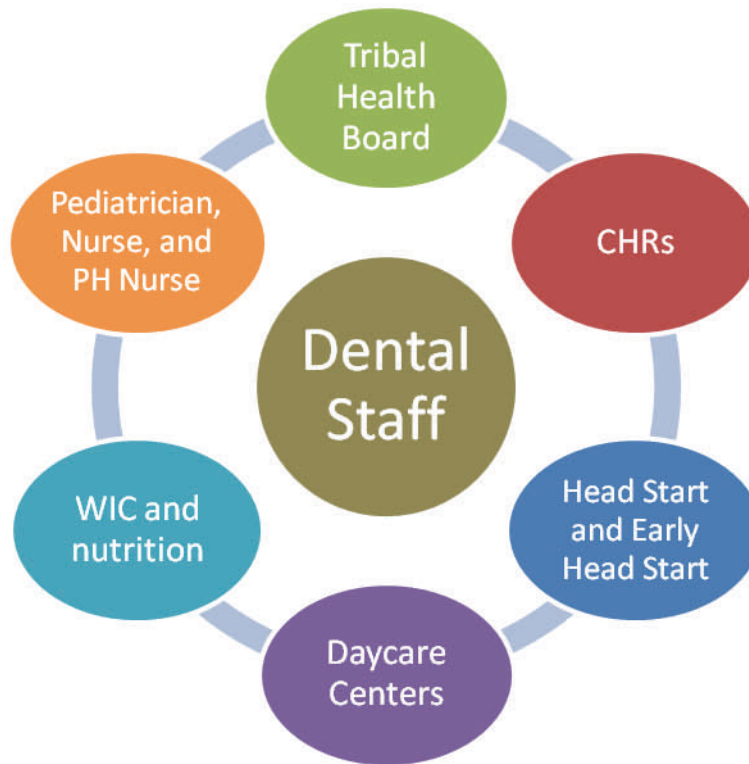 Tribal
Health
Board
Pediatrician,
Nurse, and
PH Nurse
CHRs
Dental
Staff
WIC and
nutrition
Head Start
and Early
Head Start
Daycare
Centers